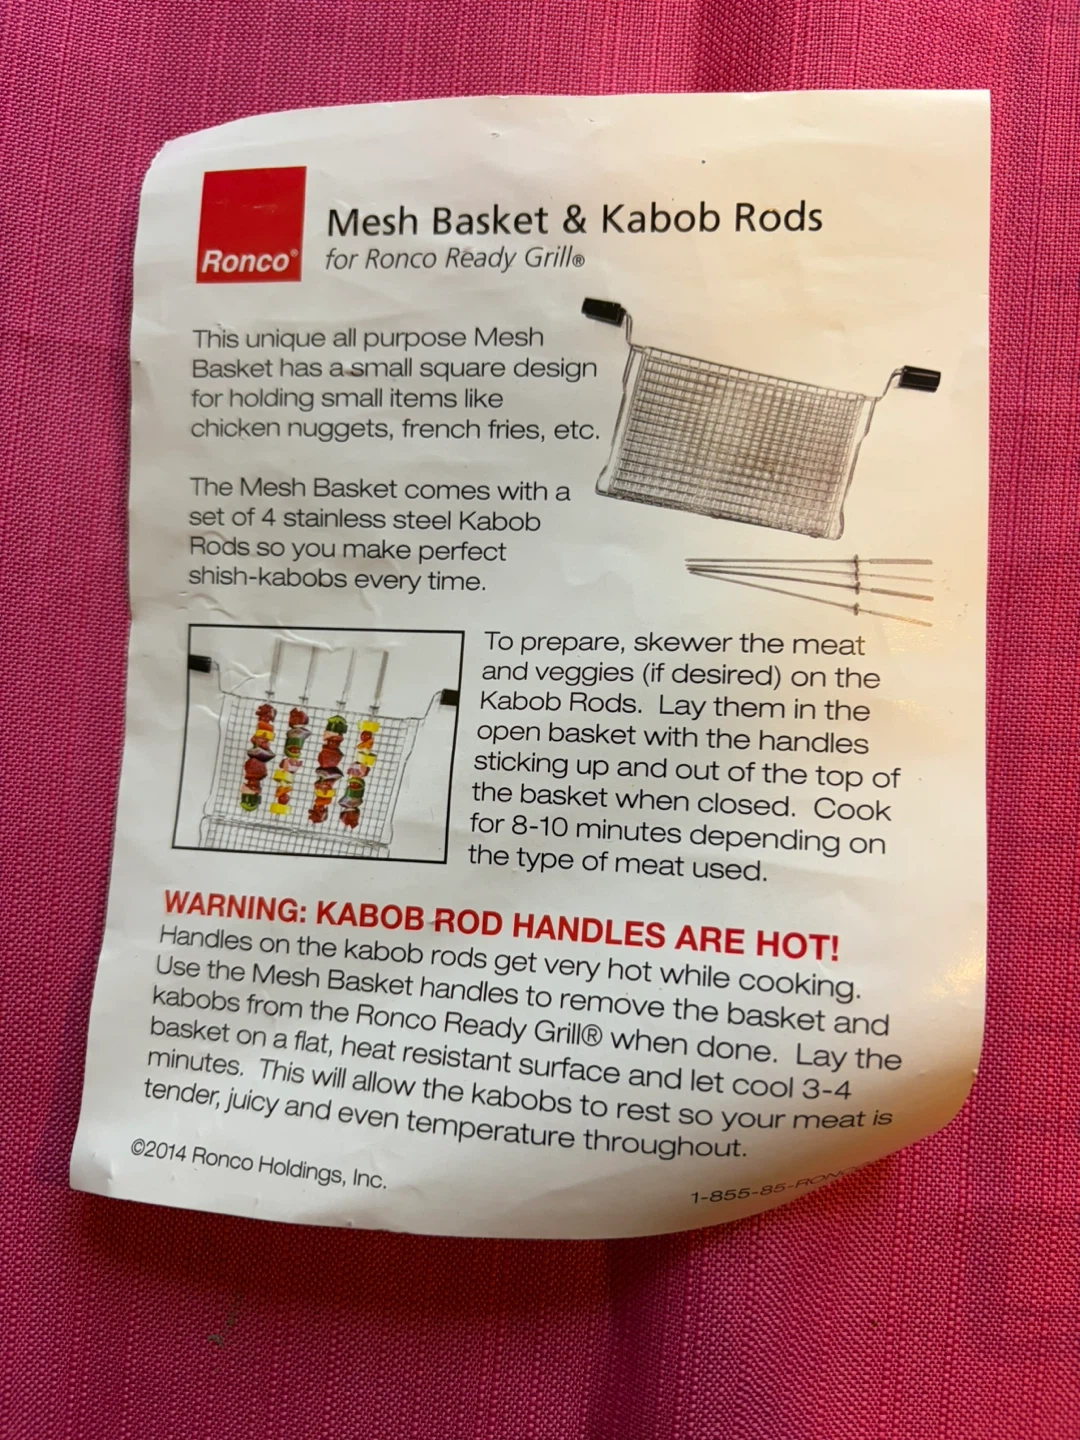 Ronco®
Mesh Basket & Kabob Rods
for Ronco Ready Grill®
This unique all purpose Mesh
Basket has a small square design
for holding small items like
chicken nuggets, french fries, etc.
The Mesh Basket comes with a
set of 4 stainless steel Kabob
Rods so you make perfect
shish-kabobs every time.
To prepare, skewer the meat
and veggies (if desired) on the
Kabob Rods. Lay them in the
open basket with the handles
sticking up and out of the top of
the basket when closed. Cook
for 8-10 minutes depending on
the type of meat used.
WARNING: KABOB ROD HANDLES ARE HOT!
Handles on the kabob rods get very hot while cooking.
Use the Mesh Basket handles to remove the basket and
kabobs from the Ronco Ready Grill® when done. Lay the
basket on a flat, heat resistant surface and let cool 3-4
minutes. This will allow the kabobs to rest so your meat is
tender, juicy and even temperature throughout.
©2014 Ronco Holdings, Inc.
1-855-85-